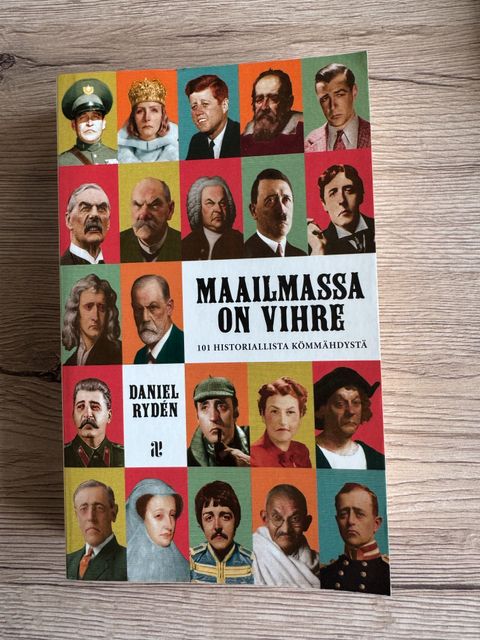 MAAILMASSA
ON VIHRE
101 HISTORIALLISTA KÖMMÄHDYSTÄ
DANIEL
RYDÉN